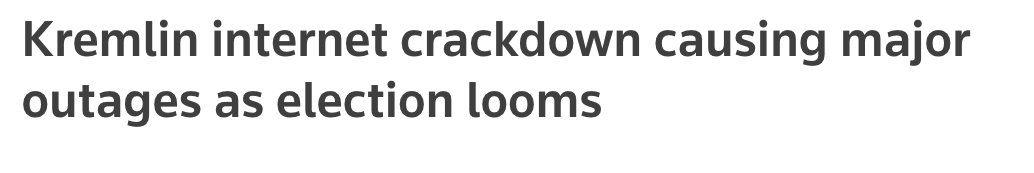 Kremlin internet crackdown causing major
outages as election looms